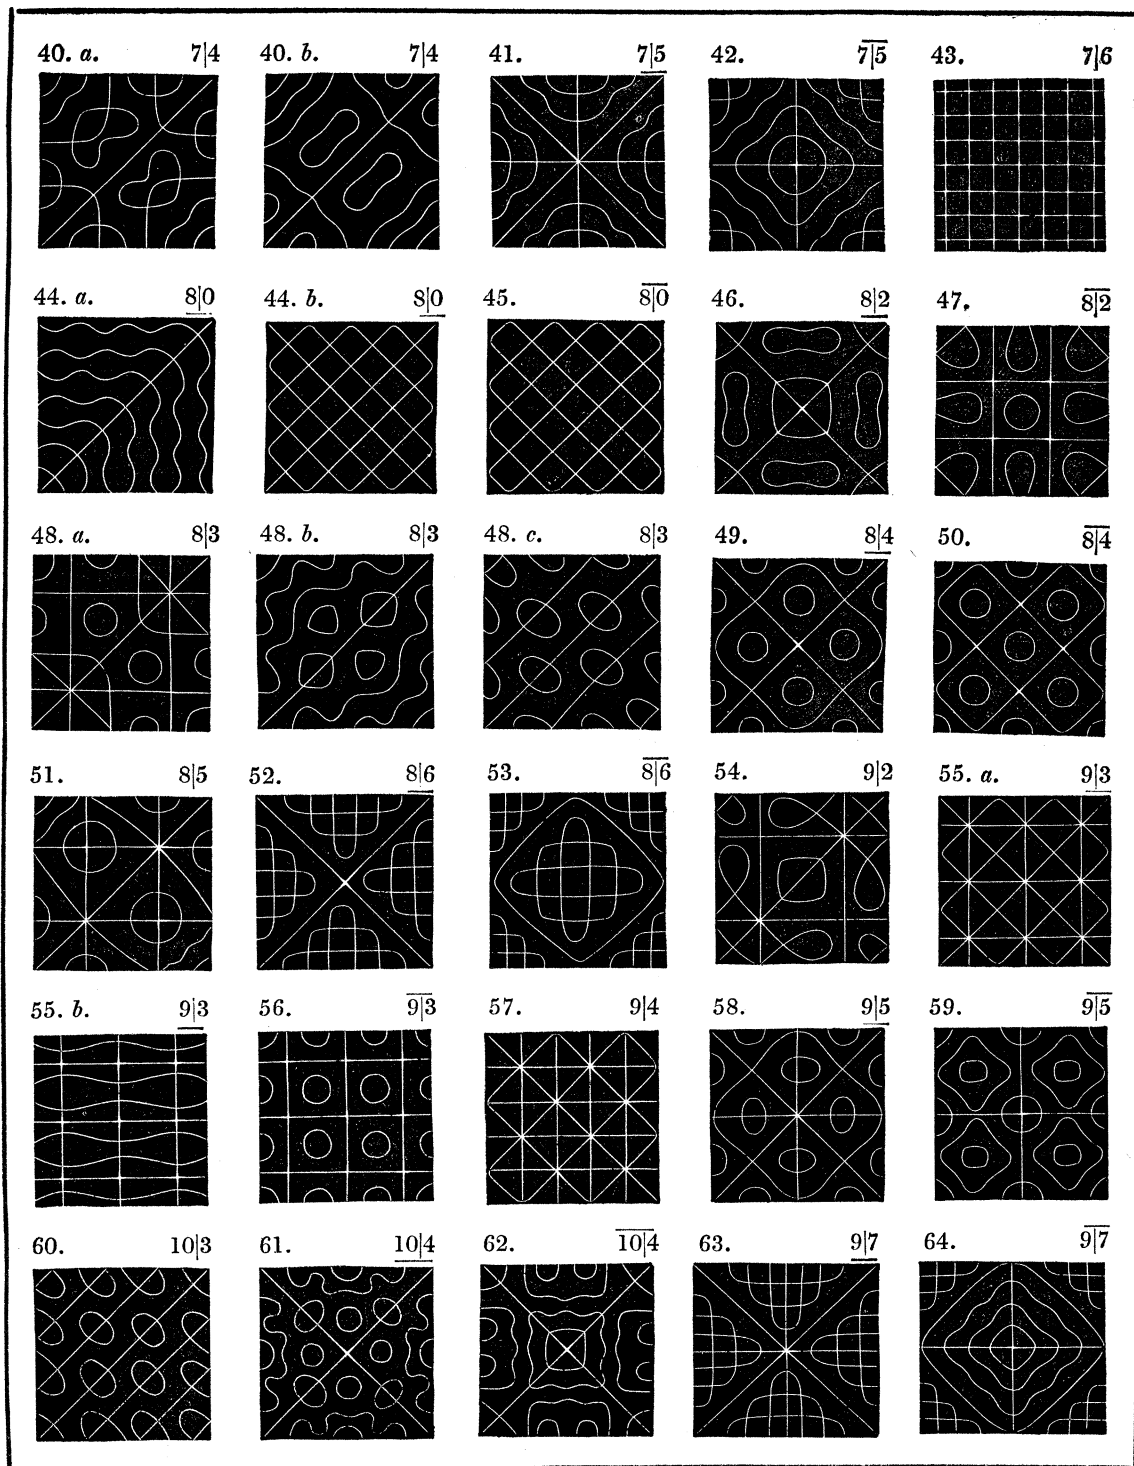 40. a. 7|4 40. b. 7|4 41. 7|5 42. 7|5 43. 7|6
44. a. 8|0 44. b. 8|0 45. 8|0 46. 8|2 47. 8|2
48. a. 8|3 48. b. 8|3 48. c. 8|3 49. 8|4 50. 8|4
51. 8|5 52. 8|6 53. 8|6 54. 9|2 55. a. 9|3
55. b. 9|3 56. 9|3 57. 9|4 58. 9|5 59. 9|5
60. 10|3 61. 10|4 62. 10|4 63. 9|7 64. 9|7